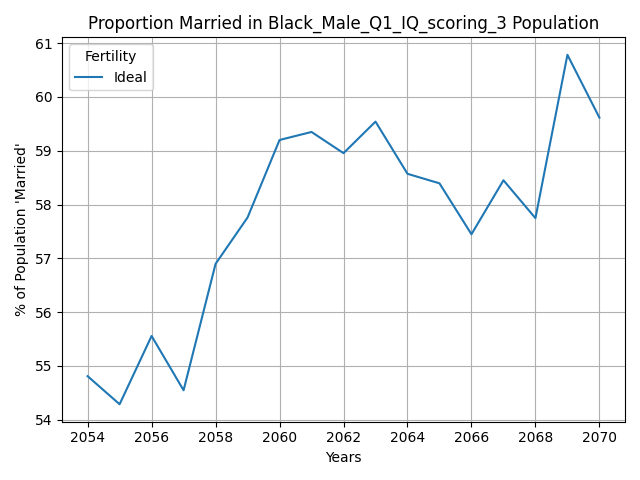 Proportion Married in Black_Male_Q1_IQ_scoring_3 Population
61
60
59
58
57
56
55
54
% of Population 'Married'
Fertility
Ideal
2054 2056 2058 2060 2062 2064 2066 2068 2070
Years